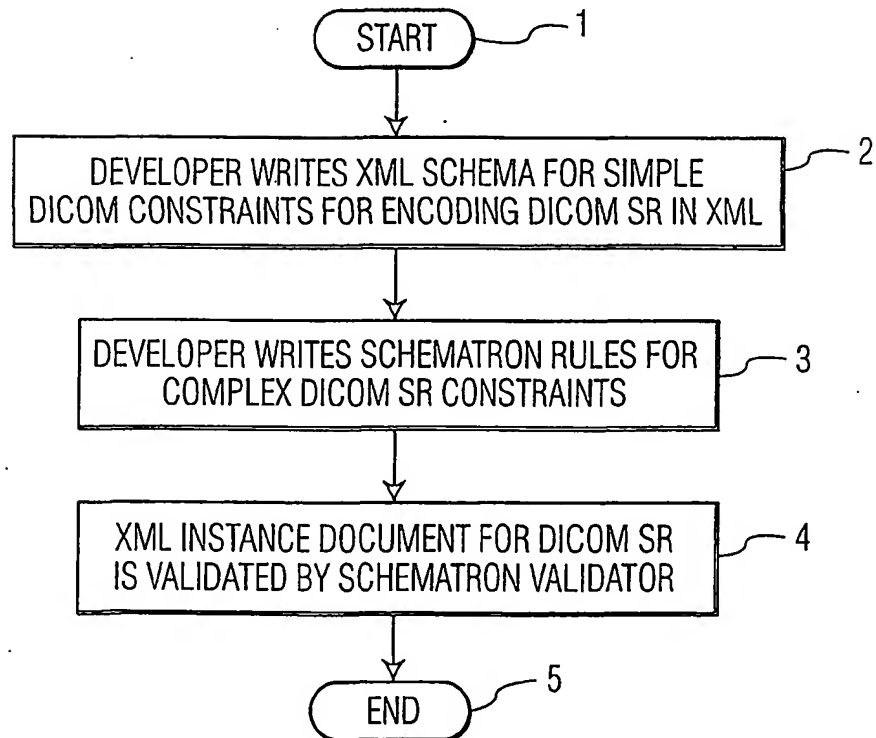 START
1
DEVELOPER WRITES XML SCHEMA FOR SIMPLE
DICOM CONSTRAINTS FOR ENCODING DICOM SR IN XML
2
DEVELOPER WRITES SCHEMATRON RULES FOR
COMPLEX DICOM SR CONSTRAINTS
3
XML INSTANCE DOCUMENT FOR DICOM SR
IS VALIDATED BY SCHEMATRON VALIDATOR
4
END
5